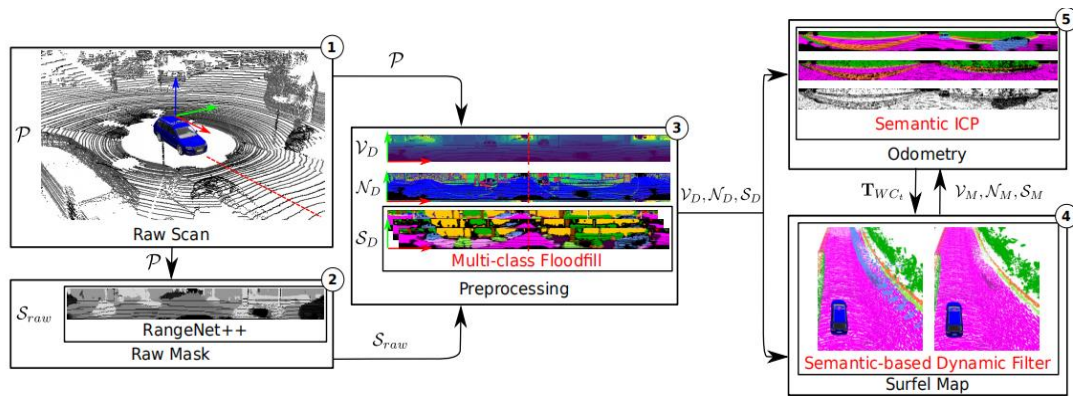 1
𝒫
Raw Scan
𝒫
2
𝒮_raw
RangeNet++
Raw Mask
𝒫
𝒮_raw
3
𝒱_D
𝒩_D
𝒮_D
Multi-class Floodfill
Preprocessing
𝒱_D, 𝒩_D, 𝒮_D
5
Semantic ICP
Odometry
T_WC_t
𝒱_M, 𝒩_M, 𝒮_M
4
Semantic-based Dynamic Filter
Surfel Map